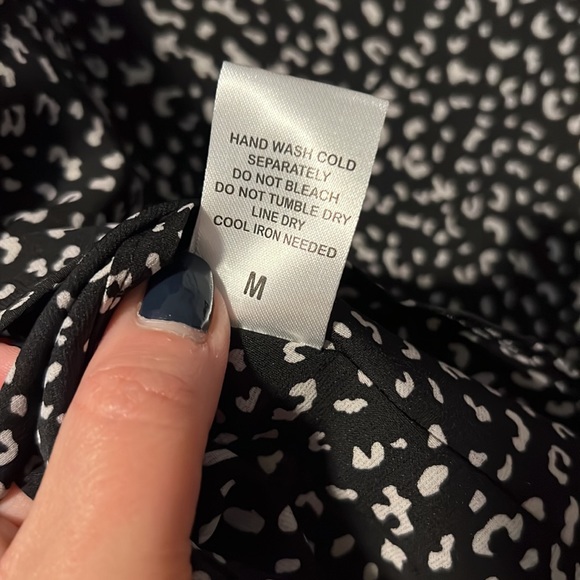 HAND WASH COLD
SEPARATELY
DO NOT BLEACH
DO NOT TUMBLE DRY
LINE DRY
COOL IRON NEEDED
M